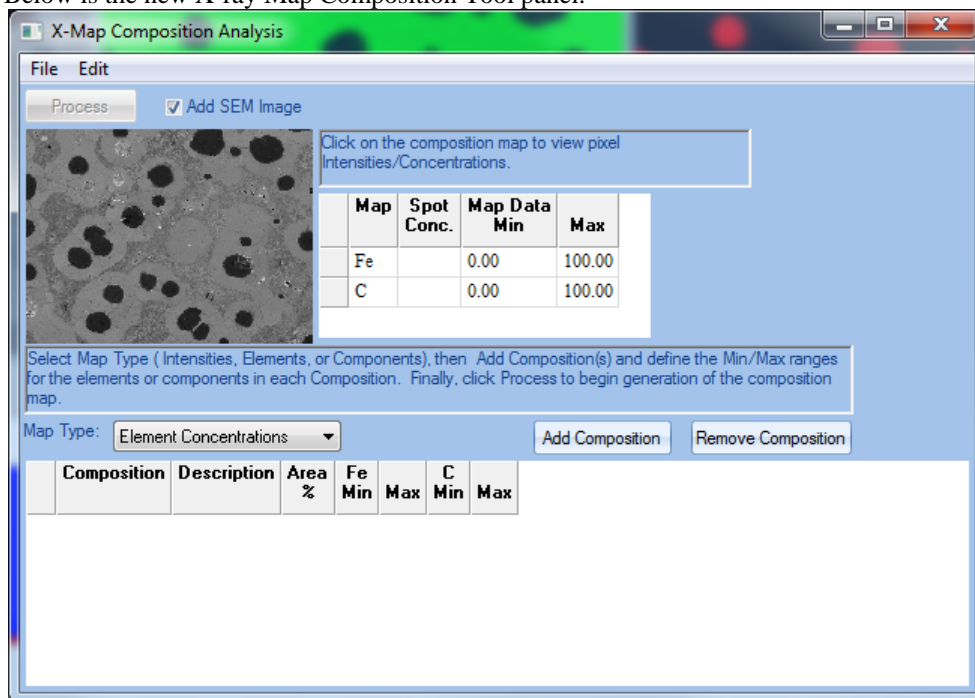 Below is the new X-ray Map Composition Tool panel.
X-Map Composition Analysis
File Edit
Process Add SEM Image
Click on the composition map to view pixel
Intensities/Concentrations.
Map Spot Conc. Map Data Min Max
Fe 0.00 100.00
C 0.00 100.00
Select Map Type ( Intensities, Elements, or Components), then Add Composition(s) and define the Min/Max ranges
for the elements or components in each Composition. Finally, click Process to begin generation of the composition
map.
Map Type: Element Concentrations Add Composition Remove Composition
Composition Description Area % Fe Min Max C Min Max